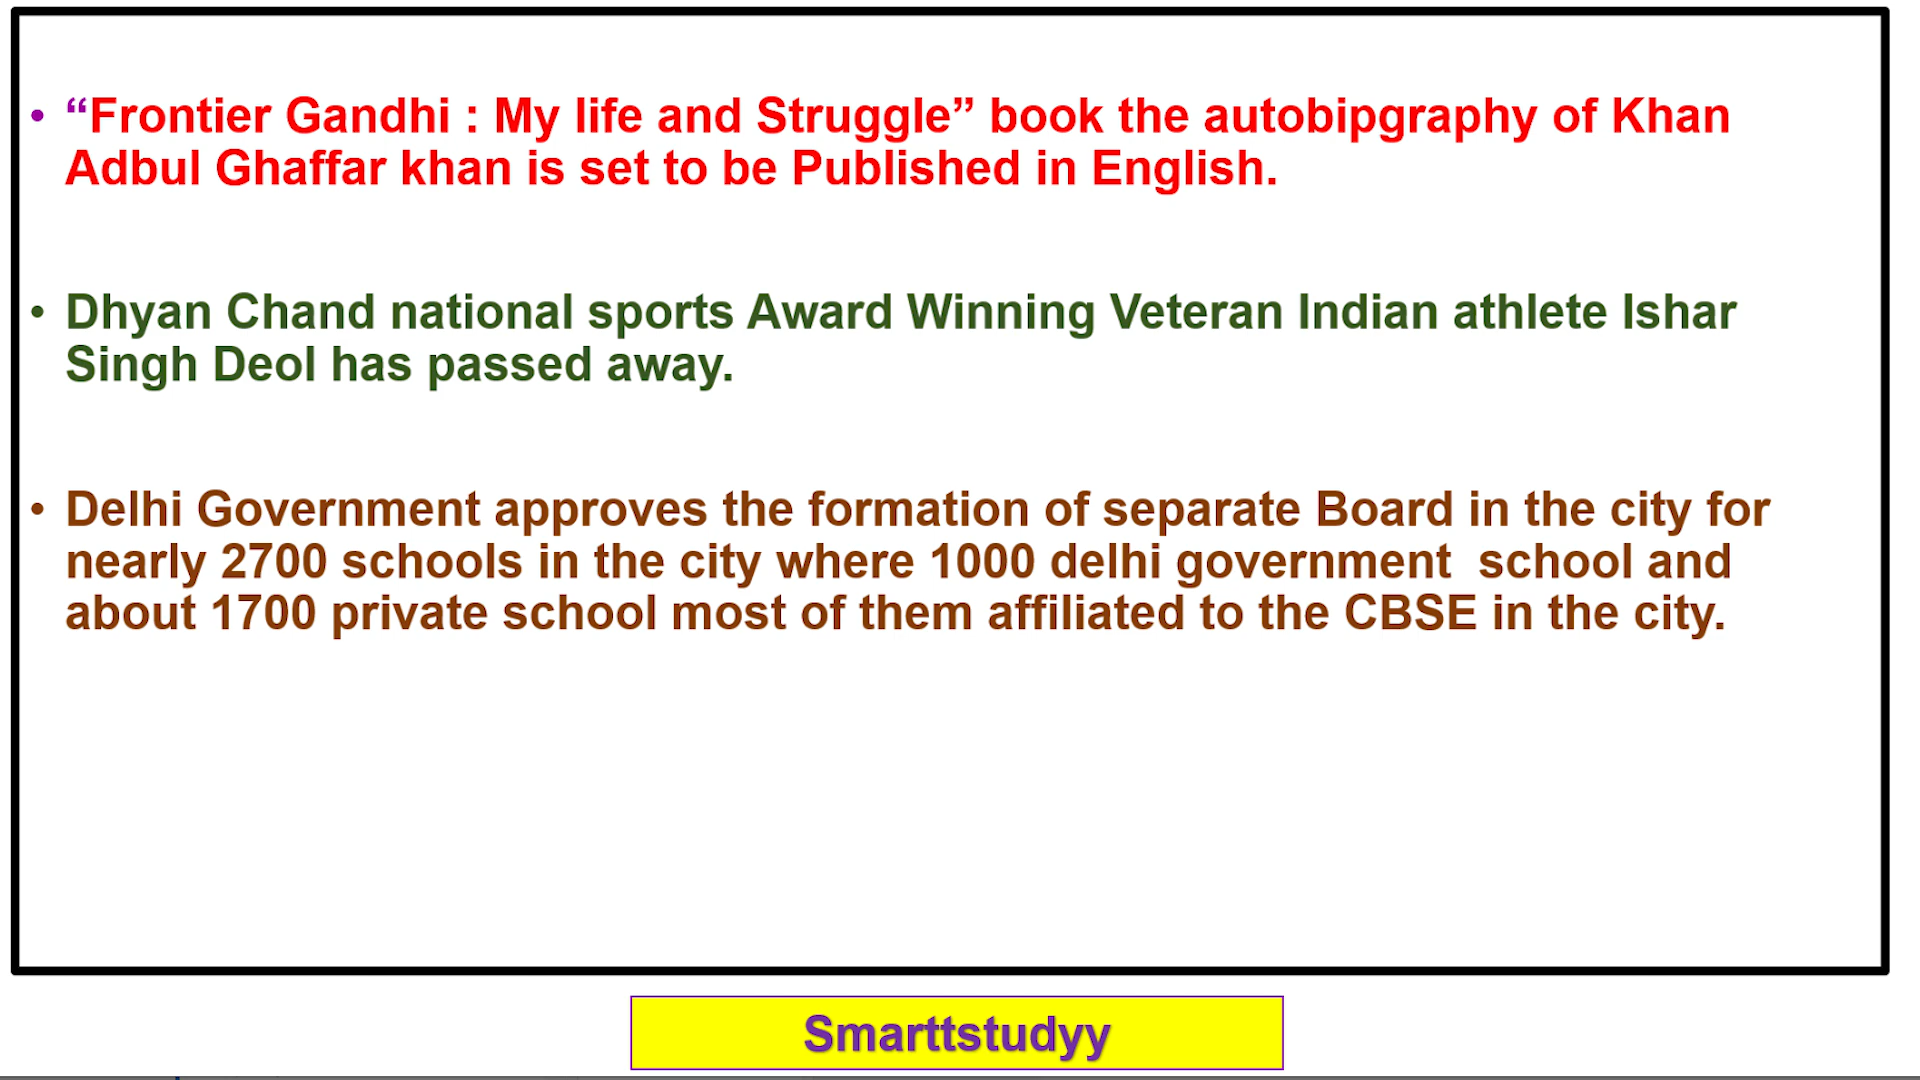 • “Frontier Gandhi : My life and Struggle” book the autobipgraphy of Khan
Adbul Ghaffar khan is set to be Published in English.
• Dhyan Chand national sports Award Winning Veteran Indian athlete Ishar
Singh Deol has passed away.
• Delhi Government approves the formation of separate Board in the city for
nearly 2700 schools in the city where 1000 delhi government  school and
about 1700 private school most of them affiliated to the CBSE in the city.
Smarttstudyy